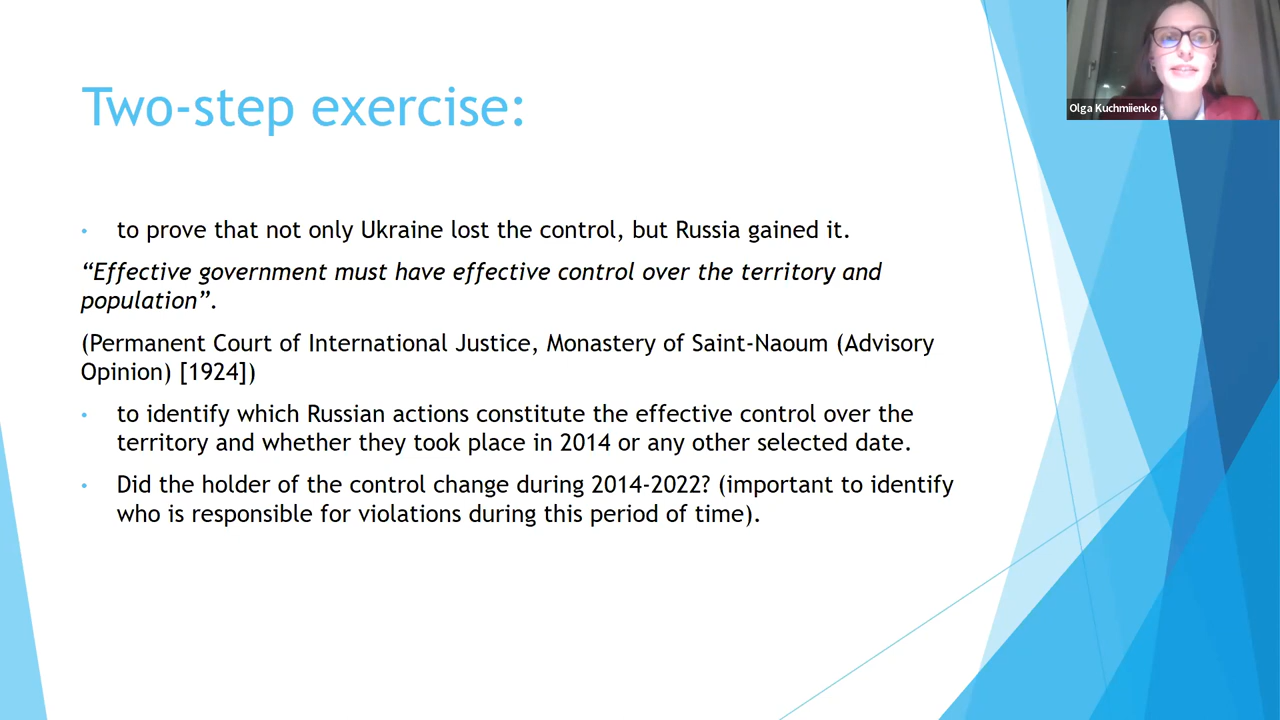 Two-step exercise:
Olga Kuchmiienko
• to prove that not only Ukraine lost the control, but Russia gained it.
“Effective government must have effective control over the territory and
population”.
(Permanent Court of International Justice, Monastery of Saint-Naoum (Advisory
Opinion) [1924])
• to identify which Russian actions constitute the effective control over the
territory and whether they took place in 2014 or any other selected date.
• Did the holder of the control change during 2014-2022? (important to identify
who is responsible for violations during this period of time).